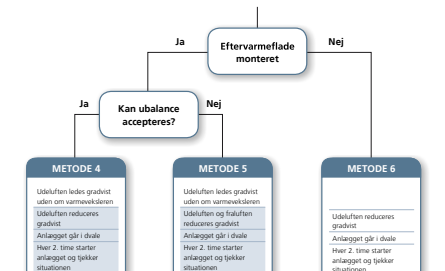 Ja
Eftervarmeflade
monteret
Nej
Ja
Kan ubalance
accepteres?
Nej
METODE 4
Udeluften ledes gradvist
uden om varmeveksleren
Udeluften reduceres
gradvist
Anlægget går i dvale
Hver 2. time starter
anlægget og tjekker
situationen
METODE 5
Udeluften ledes gradvist
uden om varmeveksleren
Udeluften og fraluften
reduceres gradvist
Anlægget går i dvale
Hver 2. time starter
anlægget og tjekker
situationen
METODE 6
Udeluften reduceres
gradvist
Anlægget går i dvale
Hver 2. time starter
anlægget og tjekker
situationen